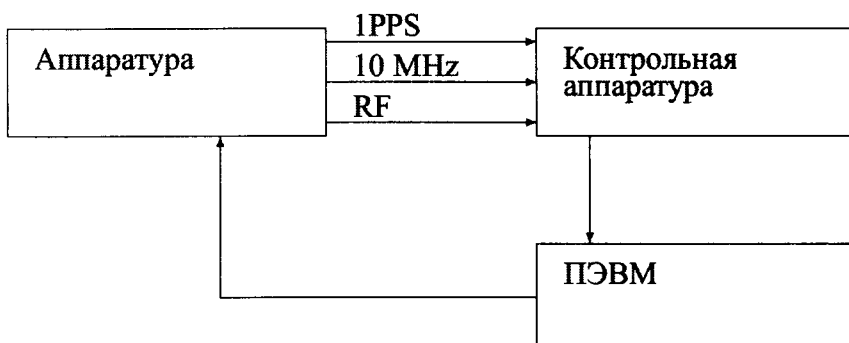 1PPS
Аппаратура
10 MHz
RF
Контрольная
аппаратура
ПЭВМ